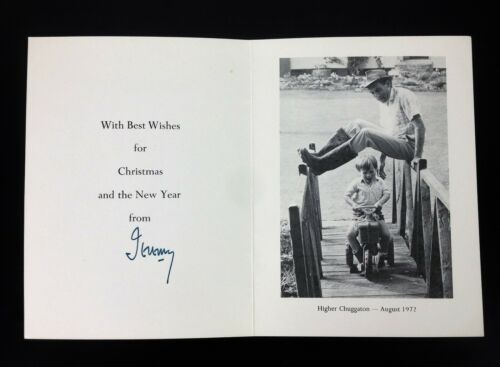 With Best Wishes
for
Christmas
and the New Year
from
Jeremy
Higher Chuggaton — August 1972